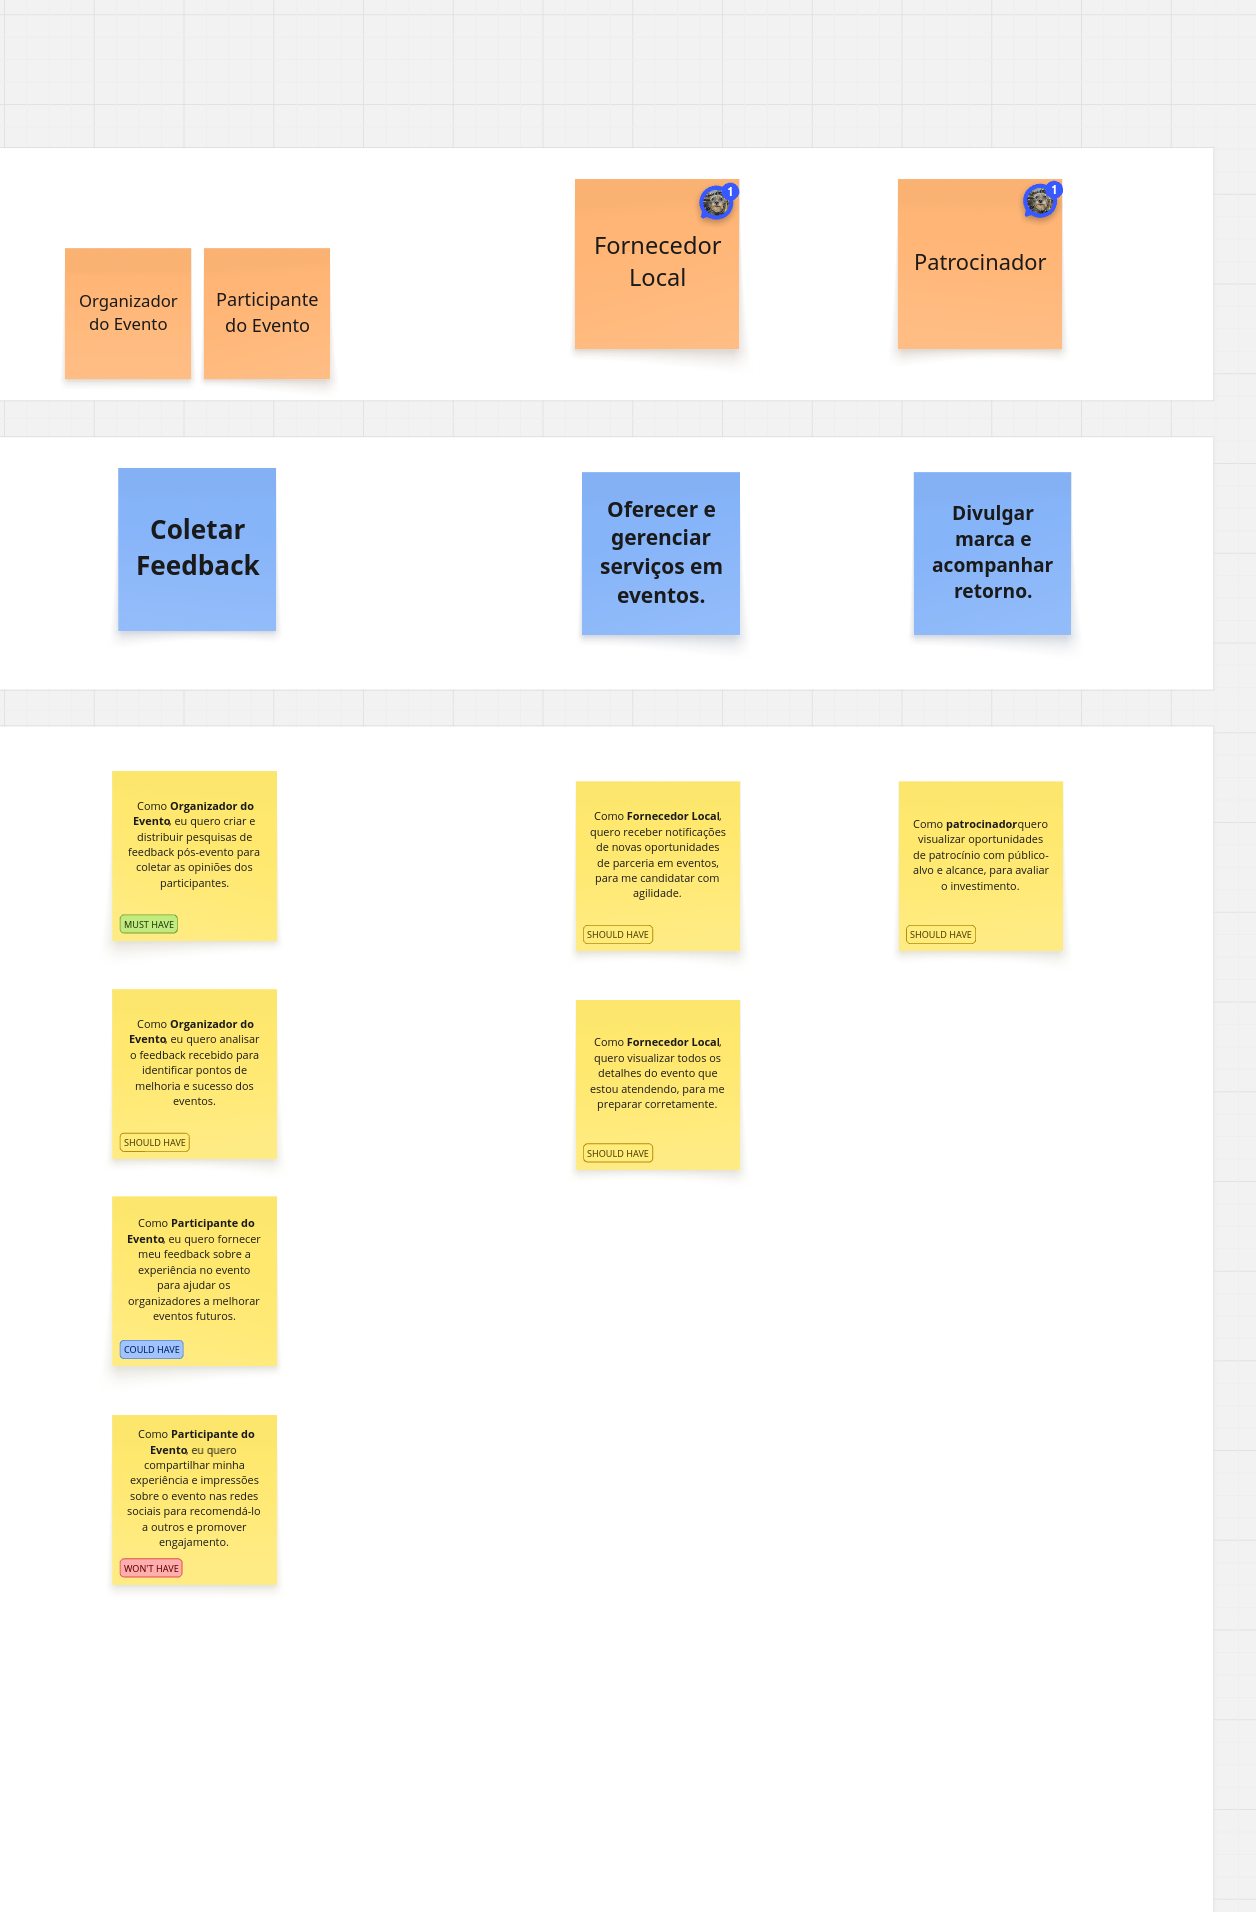 Organizador
do Evento
Participante
do Evento
Fornecedor
Local
1
Patrocinador
1
Coletar
Feedback
Oferecer e
gerenciar
serviços em
eventos.
Divulgar
marca e
acompanhar
retorno.
Como Organizador do
Evento, eu quero criar e
distribuir pesquisas de
feedback pós-evento para
coletar as opiniões dos
participantes.
MUST HAVE
Como Fornecedor Local,
quero receber notificações
de novas oportunidades
de parceria em eventos,
para me candidatar com
agilidade.
SHOULD HAVE
Como patrocinador,quero
visualizar oportunidades
de patrocínio com público-
alvo e alcance, para avaliar
o investimento.
SHOULD HAVE
Como Organizador do
Evento, eu quero analisar
o feedback recebido para
identificar pontos de
melhoria e sucesso dos
eventos.
SHOULD HAVE
Como Fornecedor Local,
quero visualizar todos os
detalhes do evento que
estou atendendo, para me
preparar corretamente.
SHOULD HAVE
Como Participante do
Evento, eu quero fornecer
meu feedback sobre a
experiência no evento
para ajudar os
organizadores a melhorar
eventos futuros.
COULD HAVE
Como Participante do
Evento, eu quero
compartilhar minha
experiência e impressões
sobre o evento nas redes
sociais para recomendá-lo
a outros e promover
engajamento.
WON'T HAVE